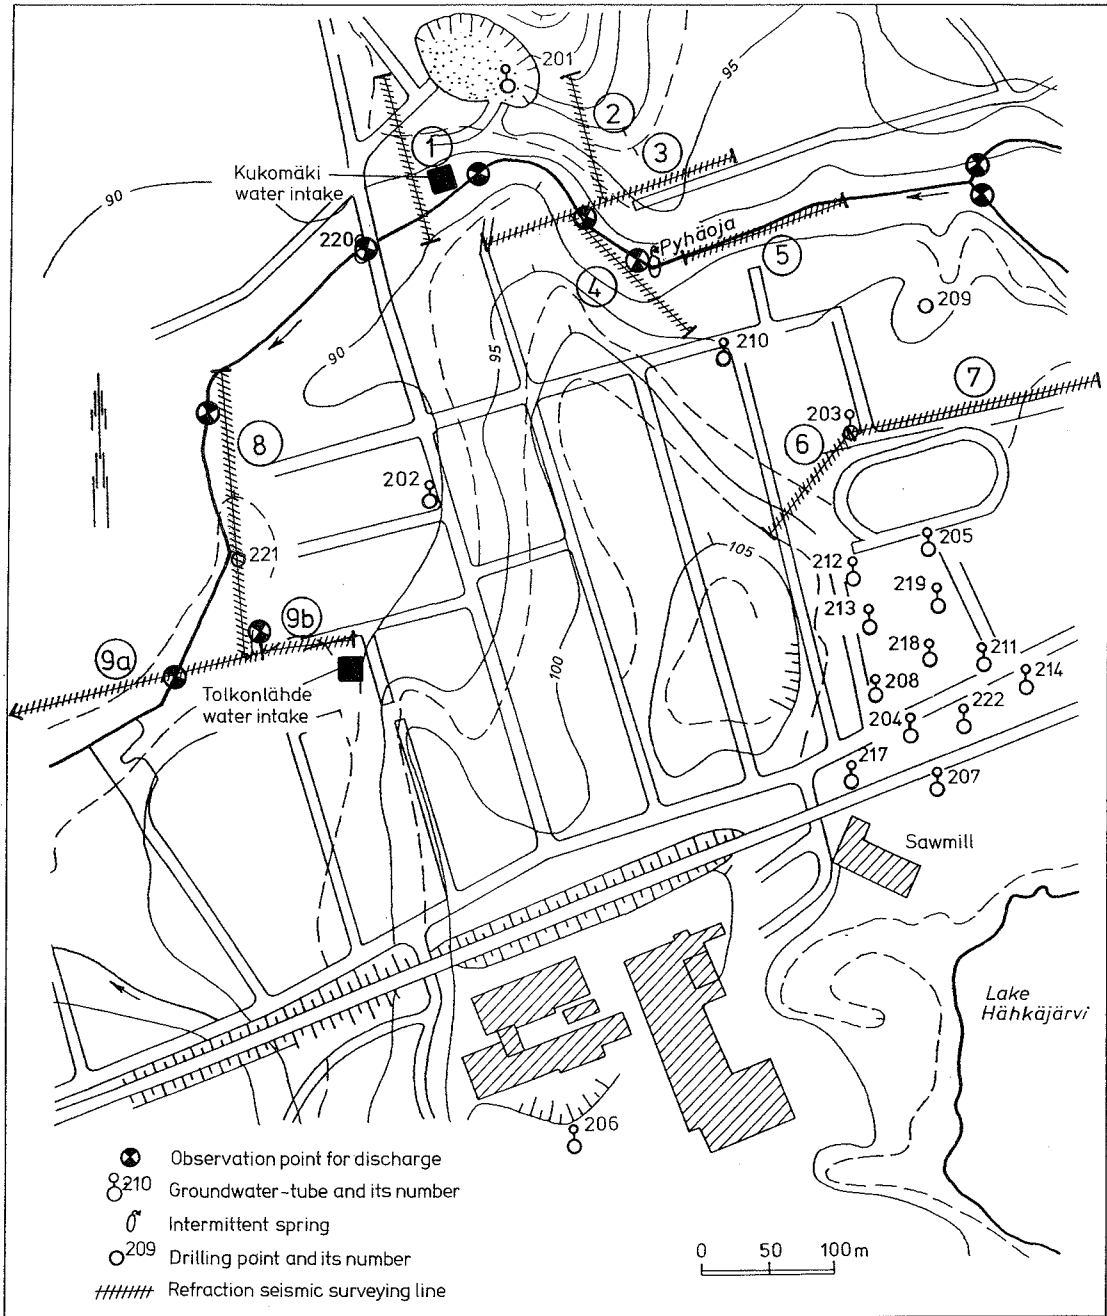 201
95
2
3
1
Kukomäki
water intake
90
220
Pyhäoja
4
5
209
90
95
210
7
203
6
8
202
105
205
212
219
213
221
9b
218
211
9a
100
208
214
Tolkonlähde
water intake
204
222
217
207
Sawmill
Lake
Hähkäjärvi
206
Observation point for discharge
210 Groundwater-tube and its number
Intermittent spring
209 Drilling point and its number
Refraction seismic surveying line
0 50 100m